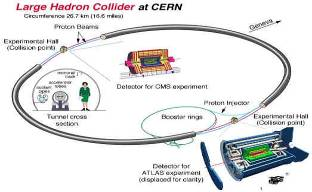 Large Hadron Collider at CERN
Circumference 26.7 km (16.6 miles)
Proton Beams
Geneva
Experimental Hall
(Collision point)
Detector for CMS experiment
Tunnel cross
section
Proton Injector
Booster rings
Experimental Hall
(Collision point)
Detector for
ATLAS experiment
(displaced for clarity)